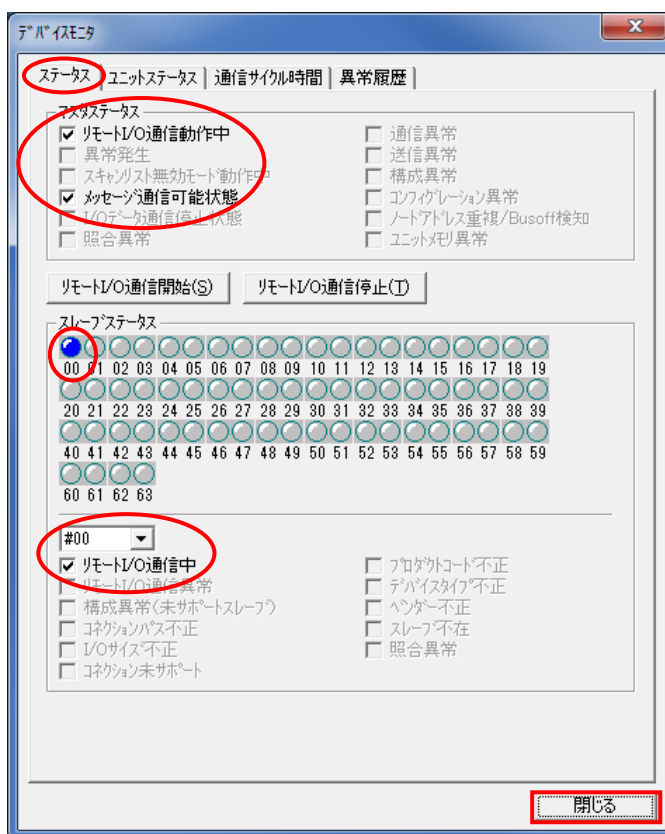 デバイスモニタ
ステータス ユニットステータス 通信サイクル時間 異常履歴
マスタステータス
リモートI/O通信動作中 通信異常
異常発生 送信異常
スキャンリスト無効モード動作中 構成異常
メッセージ通信可能状態 コンフィグレーション異常
I/Oデータ通信停止状態 ノードアドレス重複/Busoff検知
照合異常 ユニットメモリ異常
リモートI/O通信開始(S) リモートI/O通信停止(T)
スレーブステータス
00 01 02 03 04 05 06 07 08 09 10 11 12 13 14 15 16 17 18 19
20 21 22 23 24 25 26 27 28 29 30 31 32 33 34 35 36 37 38 39
40 41 42 43 44 45 46 47 48 49 50 51 52 53 54 55 56 57 58 59
60 61 62 63
#00
リモートI/O通信中 プロダクトコード不正
リモートI/O通信異常 デバイスタイプ不正
構成異常(未サポートスレーブ) ベンダー不正
コネクションパス不正 スレーブ不在
I/Oサイズ不正 照合異常
コネクション未サポート
閉じる